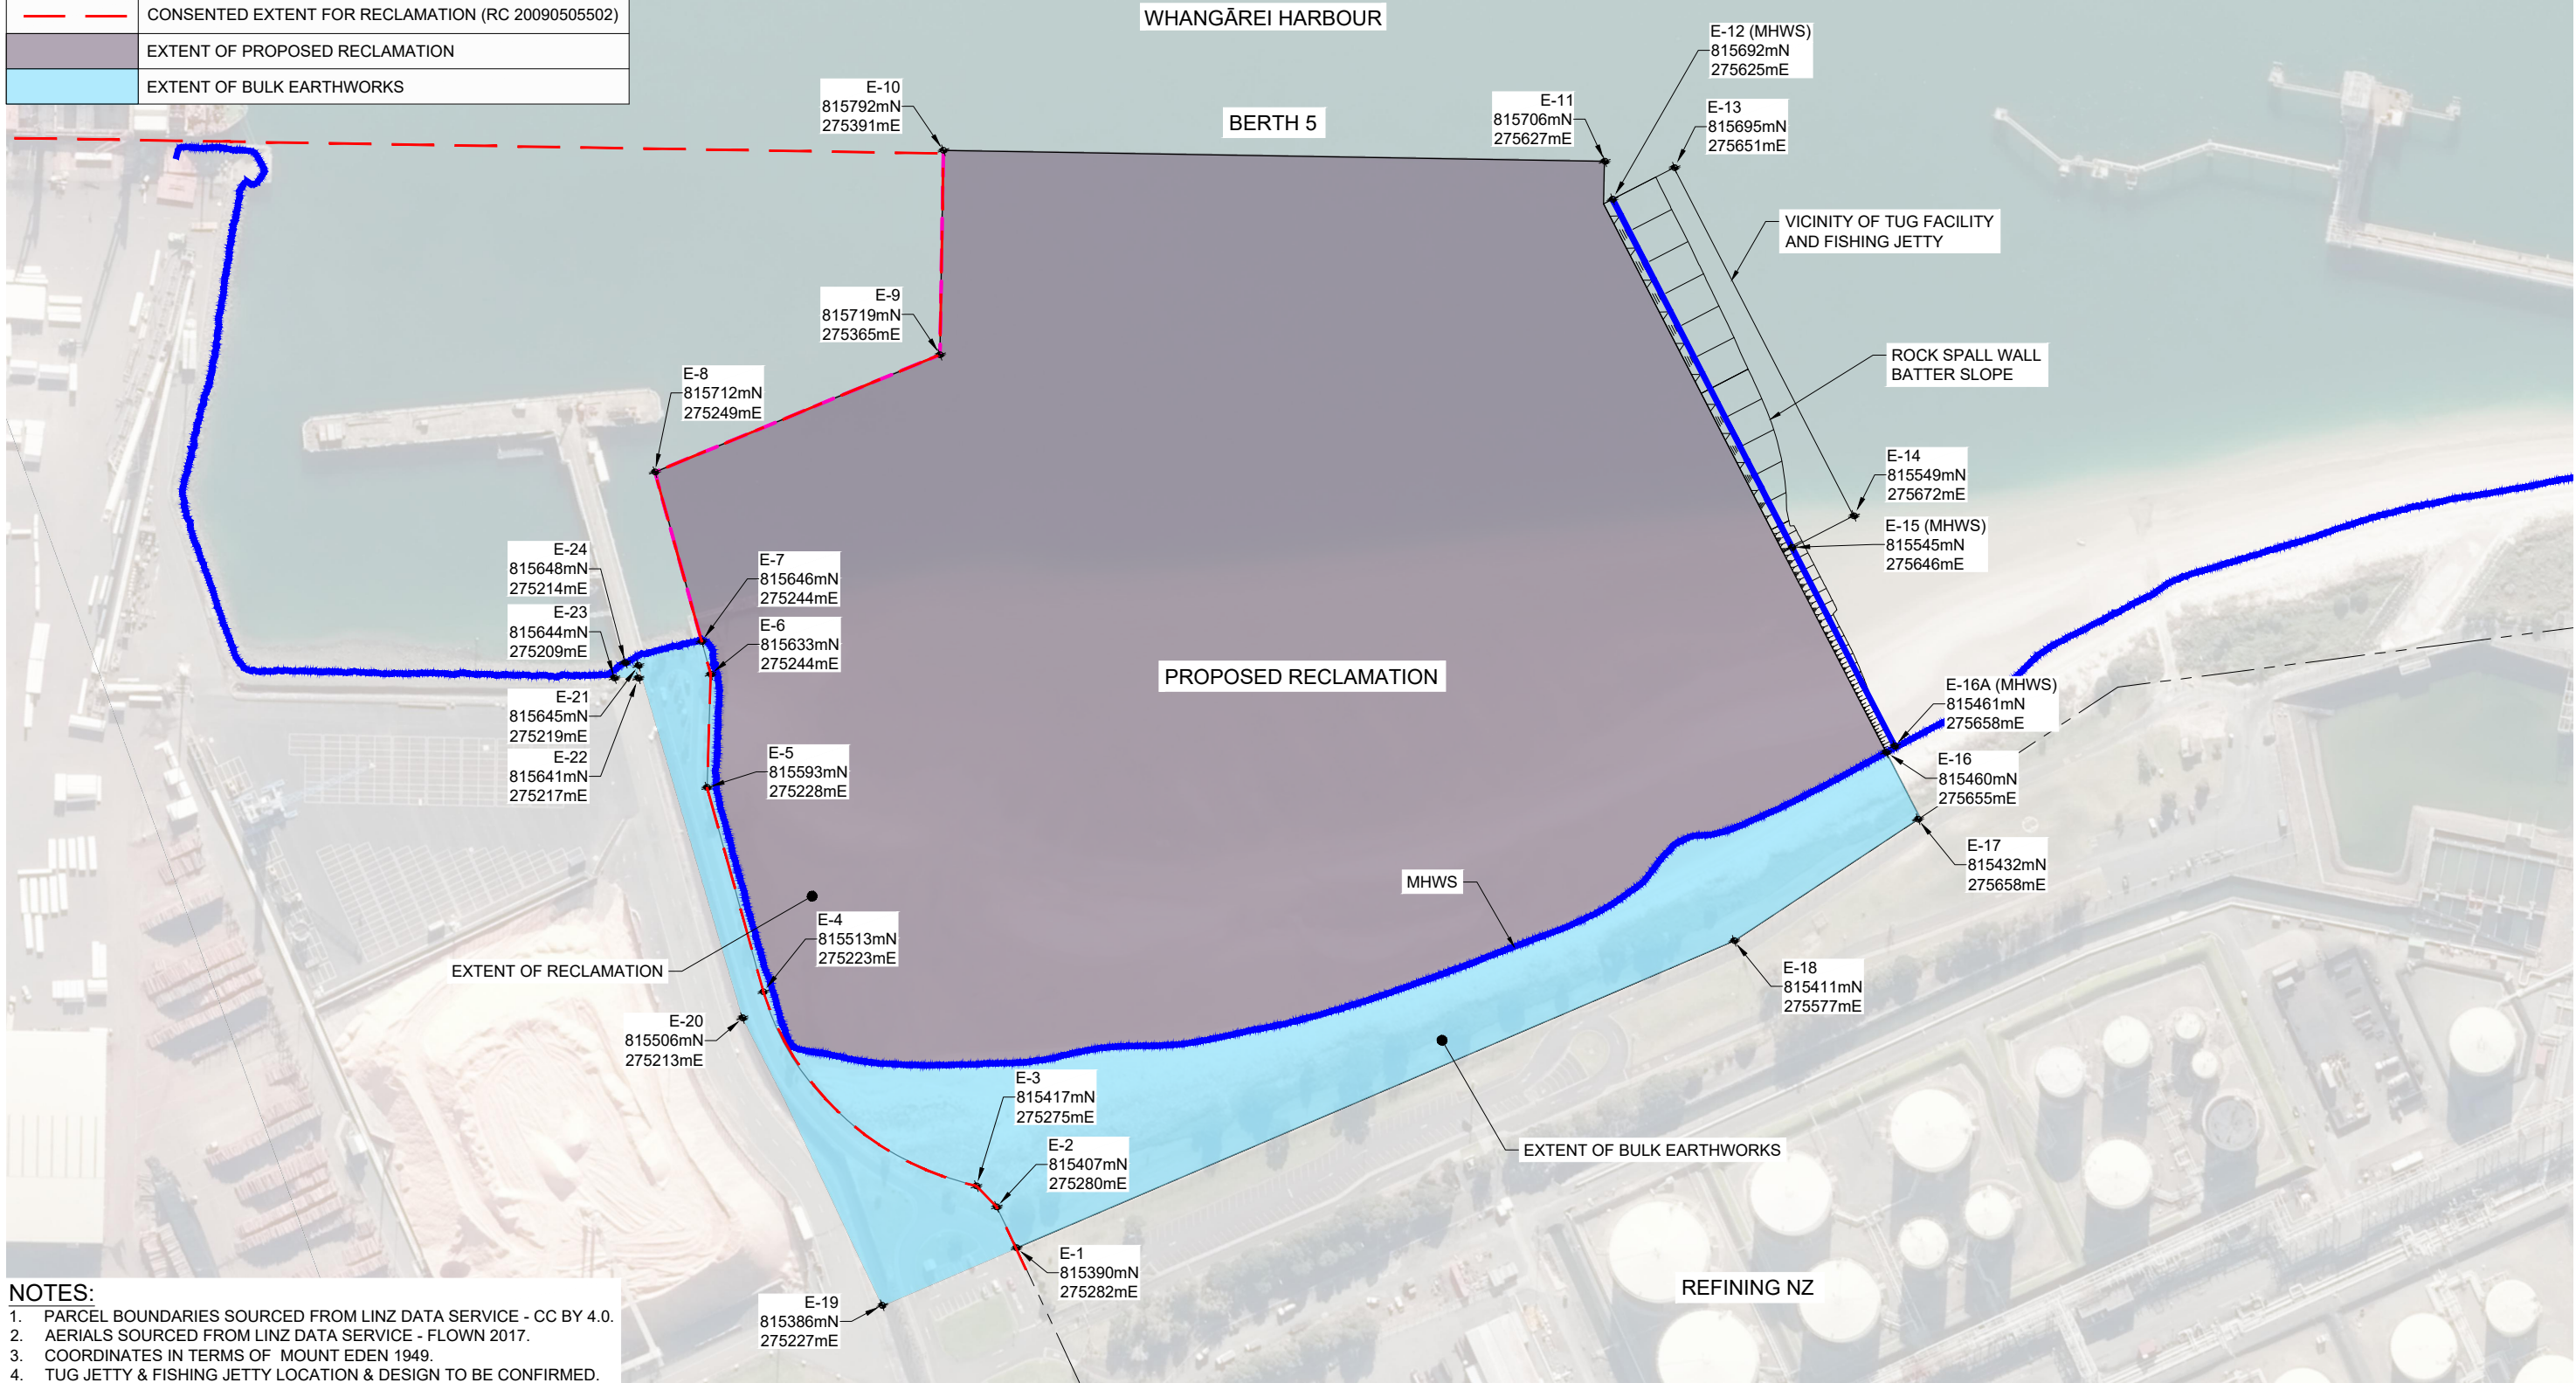 CONSENTED EXTENT FOR RECLAMATION (RC 20090505502)
EXTENT OF PROPOSED RECLAMATION
EXTENT OF BULK EARTHWORKS
WHANGĀREI HARBOUR
BERTH 5
E-10
815792mN
275391mE
E-11
815706mN
275627mE
E-12 (MHWS)
815692mN
275625mE
E-13
815695mN
275651mE
VICINITY OF TUG FACILITY
AND FISHING JETTY
E-9
815719mN
275365mE
E-8
815712mN
275249mE
ROCK SPALL WALL
BATTER SLOPE
E-14
815549mN
275672mE
E-15 (MHWS)
815545mN
275646mE
E-24
815648mN
275214mE
E-23
815644mN
275209mE
E-7
815646mN
275244mE
E-6
815633mN
275244mE
E-21
815645mN
275219mE
E-22
815641mN
275217mE
PROPOSED RECLAMATION
E-16A (MHWS)
815461mN
275658mE
E-16
815460mN
275655mE
E-5
815593mN
275228mE
E-17
815432mN
275658mE
MHWS
E-4
815513mN
275223mE
EXTENT OF RECLAMATION
E-18
815411mN
275577mE
E-20
815506mN
275213mE
E-3
815417mN
275275mE
E-2
815407mN
275280mE
EXTENT OF BULK EARTHWORKS
E-1
815390mN
275282mE
E-19
815386mN
275227mE
REFINING NZ
NOTES:
1. PARCEL BOUNDARIES SOURCED FROM LINZ DATA SERVICE - CC BY 4.0.
2. AERIALS SOURCED FROM LINZ DATA SERVICE - FLOWN 2017.
3. COORDINATES IN TERMS OF MOUNT EDEN 1949.
4. TUG JETTY & FISHING JETTY LOCATION & DESIGN TO BE CONFIRMED.